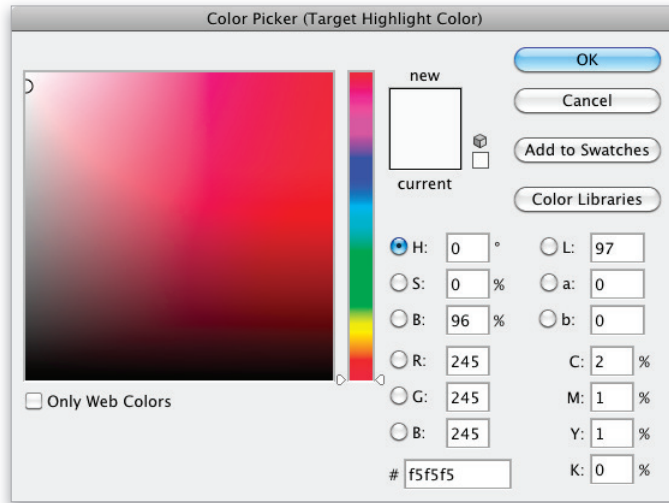 Color Picker (Target Highlight Color)
new
current
OK
Cancel
Add to Swatches
Color Libraries
H: 0 °
S: 0 %
B: 96 %
R: 245
G: 245
B: 245
# f5f5f5
L: 97
a: 0
b: 0
C: 2 %
M: 1 %
Y: 1 %
K: 0 %
Only Web Colors